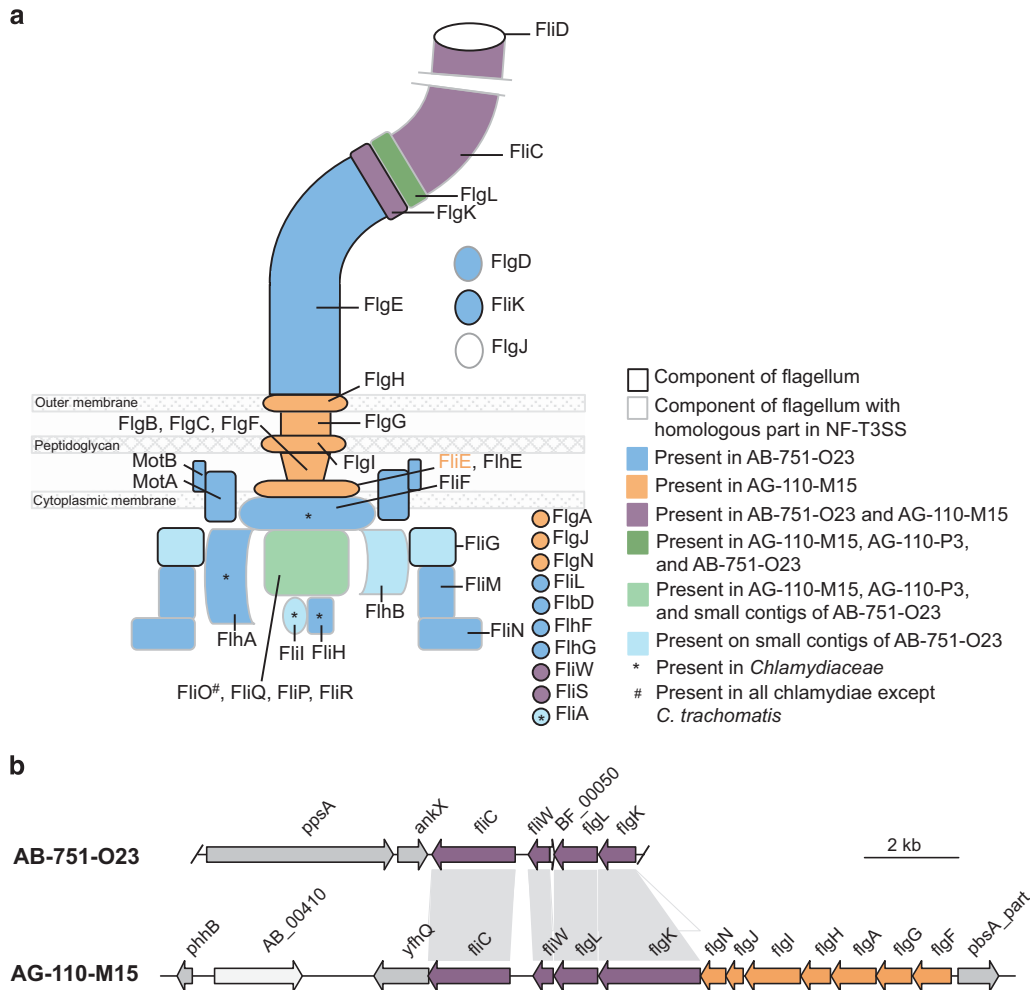 a
FliD
FliC
FlgL
FlgK
FlgD
FliK
FlgJ
FlgE
FlgH
Outer membrane
FlgB, FlgC, FlgF
FlgG
Peptidoglycan
FlgI
MotB
MotA
FliE, FlhE
FliF
Cytoplasmic membrane
*
FliG
FliM
FliN
*
FlhA
*
FliI
*
FliH
FlhB
FliO#, FliQ, FliP, FliR
FlgA
FlgJ
FlgN
FliL
FlbD
FlhF
FlhG
FliW
FliS
* FliA
Component of flagellum
Component of flagellum with
homologous part in NF-T3SS
Present in AB-751-O23
Present in AG-110-M15
Present in AB-751-O23 and AG-110-M15
Present in AG-110-M15, AG-110-P3,
and AB-751-O23
Present in AG-110-M15, AG-110-P3,
and small contigs of AB-751-O23
Present on small contigs of AB-751-O23
* Present in Chlamydiaceae
# Present in all chlamydiae except
C. trachomatis
b
AB-751-O23
ppsA
ankX
fliC
fliW
BF_00050
flgL
flgK
2 kb
AG-110-M15
phhB
AB_00410
yfhQ
fliC
fliW
flgL
flgK
flgN
flgJ
flgI
flgH
flgA
flgG
flgF
pbsA_part